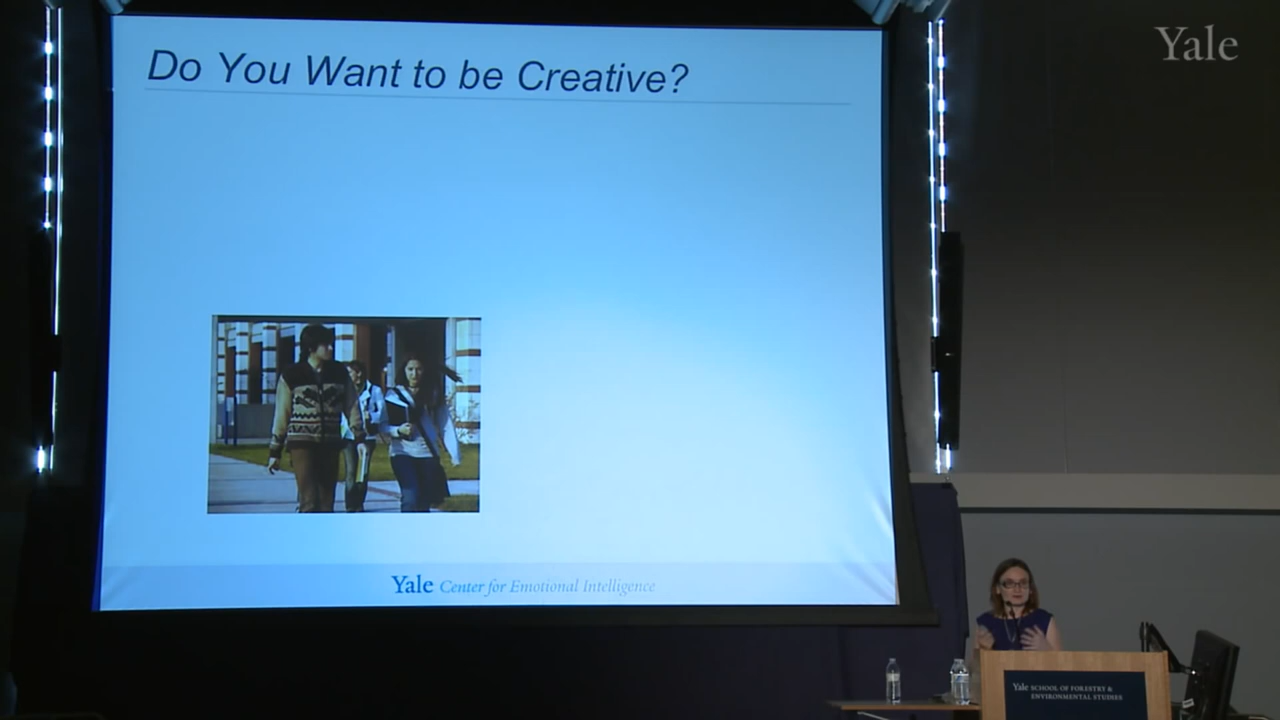 Do You Want to be Creative?
Yale
Yale Center for Emotional Intelligence
Yale SCHOOL OF FORESTRY &
ENVIRONMENTAL STUDIES